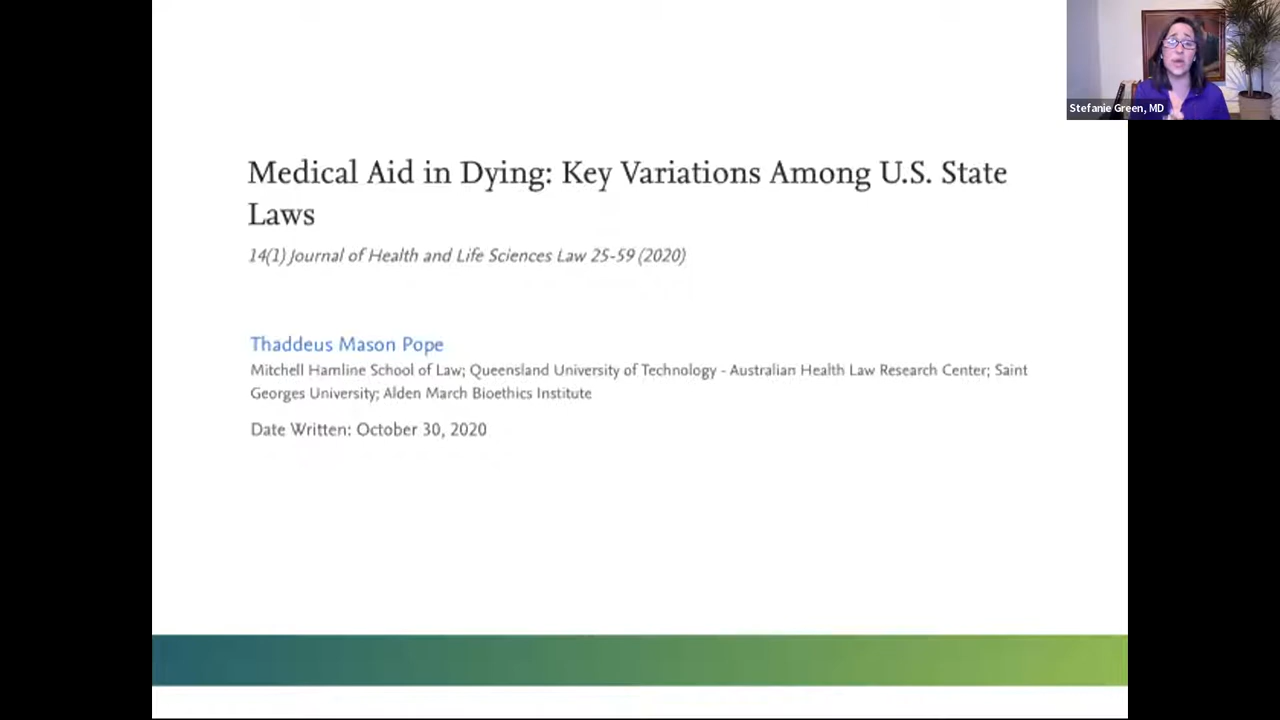 Stefanie Green, MD
Medical Aid in Dying: Key Variations Among U.S. State
Laws
14(1) Journal of Health and Life Sciences Law 25-59 (2020)
Thaddeus Mason Pope
Mitchell Hamline School of Law; Queensland University of Technology - Australian Health Law Research Center; Saint
Georges University; Alden March Bioethics Institute
Date Written: October 30, 2020